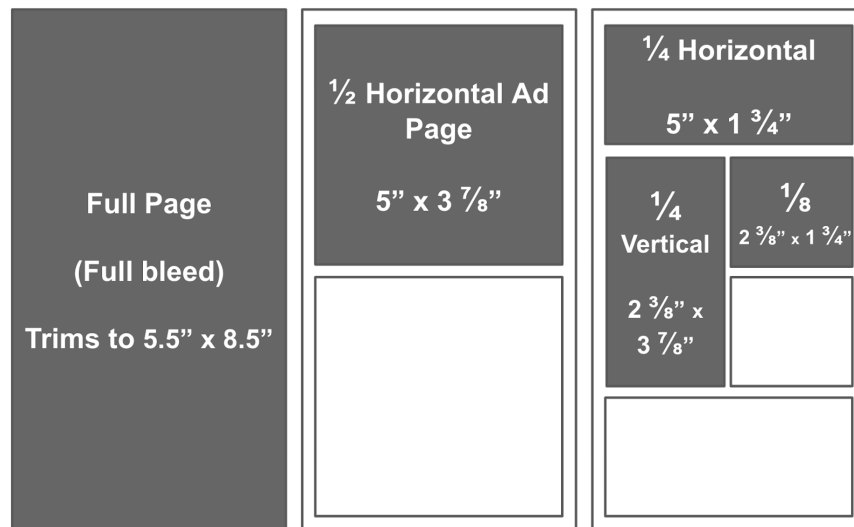 Full Page
(Full bleed)
Trims to 5.5” x 8.5”
½ Horizontal Ad
Page
5” x 3 ⅞”
¼ Horizontal
5” x 1 ¾”
¼
Vertical
2 ⅜” x
3 ⅞”
⅛
2 ⅜” x 1 ¾”